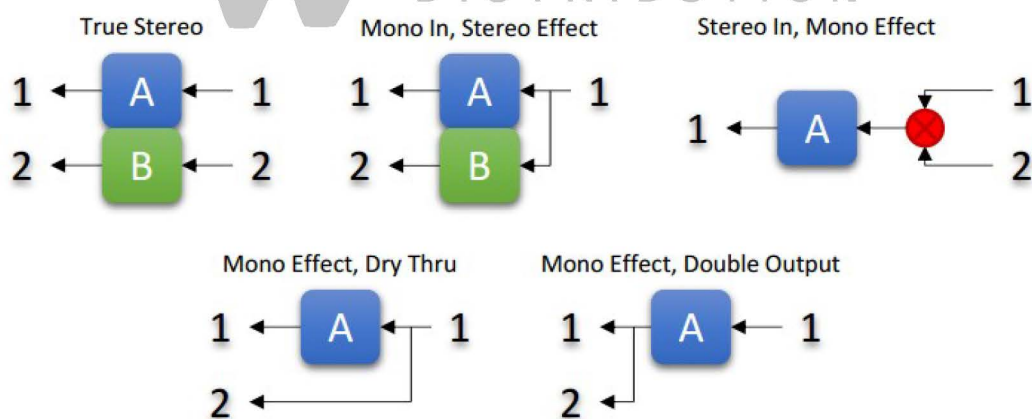 True Stereo
Mono In, Stereo Effect
Stereo In, Mono Effect
1 A 1
2 B 2
1 A 1
2 B
1 A 1
2
Mono Effect, Dry Thru
Mono Effect, Double Output
1 A 1
2
1 A 1
2